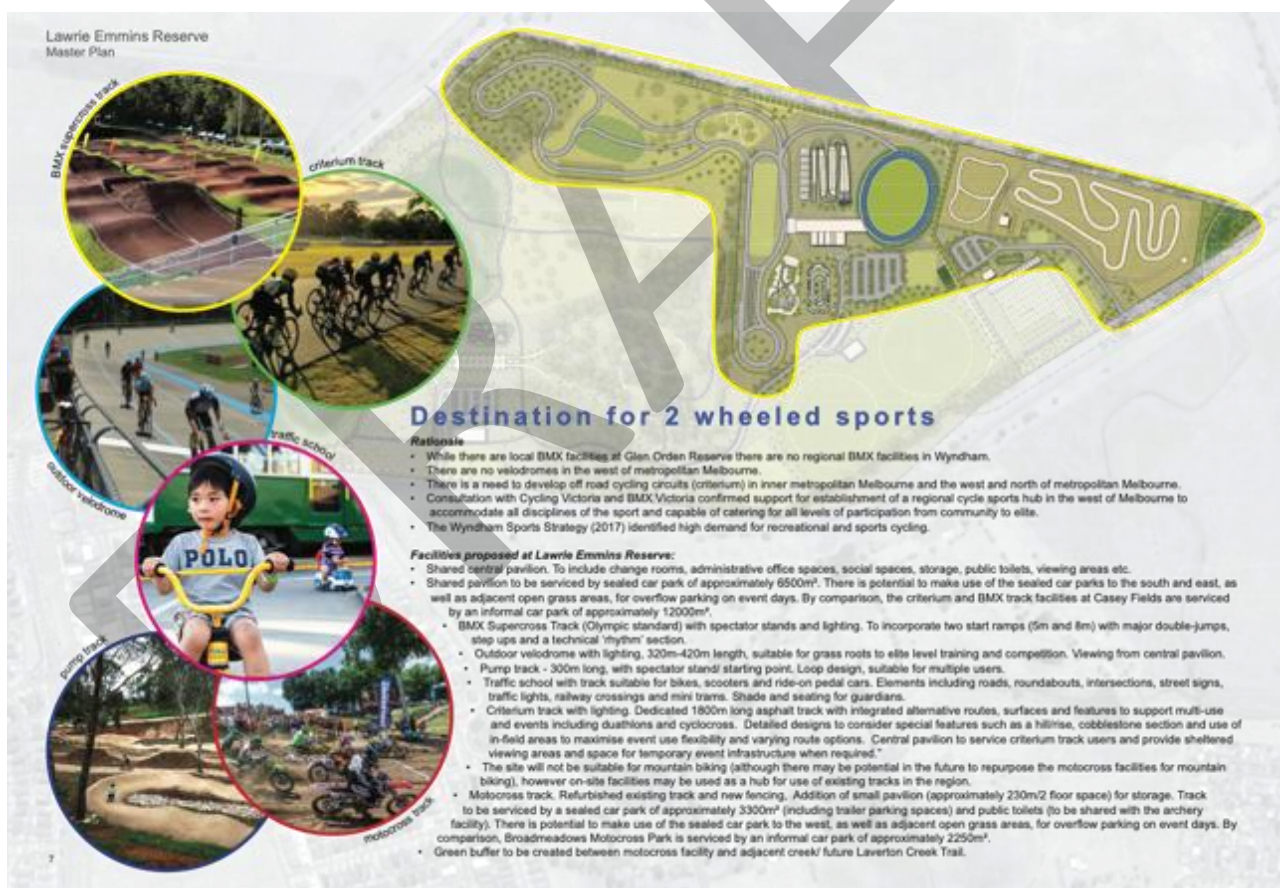 Lawrie Emmins Reserve
Master Plan
BMX supercross track
criterium track
outdoor velodrome
traffic school
POLO
pump track
motocross track
DRAFT
Destination for 2 wheeled sports
Rationale
• While there are local BMX facilities at Glen Orden Reserve there are no regional BMX facilities in Wyndham.
• There are no velodromes in the west of metropolitan Melbourne.
• There is a need to develop off road cycling circuits (criterium) in inner metropolitan Melbourne and the west and north of metropolitan Melbourne.
• Consultation with Cycling Victoria and BMX Victoria confirmed support for establishment of a regional cycle sports hub in the west of Melbourne to
accommodate all disciplines of the sport and capable of catering for all levels of participation from community to elite.
• The Wyndham Sports Strategy (2017) identified high demand for recreational and sports cycling.
Facilities proposed at Lawrie Emmins Reserve:
• Shared central pavilion. To include change rooms, administrative office spaces, social spaces, storage, public toilets, viewing areas etc.
• Shared pavilion to be serviced by sealed car park of approximately 6500m². There is potential to make use of the sealed car parks to the south and east, as
well as adjacent open grass areas, for overflow parking on event days. By comparison, the criterium and BMX track facilities at Casey Fields are serviced
by an informal car park of approximately 12000m².
• BMX Supercross Track (Olympic standard) with spectator stands and lighting. To incorporate two start ramps (5m and 8m) with major double-jumps,
step ups and a technical 'rhythm' section.
• Outdoor velodrome with lighting, 320m-420m length, suitable for grass roots to elite level training and competition. Viewing from central pavilion.
• Pump track - 300m long, with spectator stand/ starting point. Loop design, suitable for multiple users.
• Traffic school with track suitable for bikes, scooters and ride-on pedal cars. Elements including roads, roundabouts, intersections, street signs,
traffic lights, railway crossings and mini trams. Shade and seating for guardians.
• Criterium track with lighting. Dedicated 1800m long asphalt track with integrated alternative routes, surfaces and features to support multi-use
and events including duathlons and cyclocross. Detailed designs to consider special features such as a hill/rise, cobblestone section and use of
in-field areas to maximise event use flexibility and varying route options. Central pavilion to service criterium track users and provide sheltered
viewing areas and space for temporary event infrastructure when required."
• The site will not be suitable for mountain biking (although there may be potential in the future to repurpose the motocross facilities for mountain
biking), however on-site facilities may be used as a hub for use of existing tracks in the region.
• Motocross track. Refurbished existing track and new fencing, Addition of small pavilion (approximately 230m/2 floor space) for storage. Track
to be serviced by a sealed car park of approximately 3300m² (including trailer parking spaces) and public toilets (to be shared with the archery
facility). There is potential to make use of the sealed car park to the west, as well as adjacent open grass areas, for overflow parking on event days. By
comparison, Broadmeadows Motocross Park is serviced by an informal car park of approximately 2250m².
• Green buffer to be created between motocross facility and adjacent creek/ future Laverton Creek Trail.
7